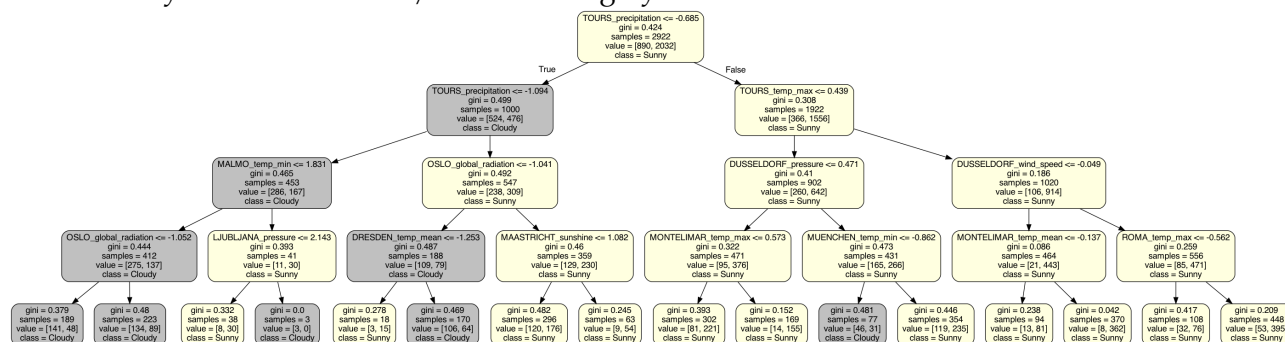 TOURS_precipitation <= -0.685
gini = 0.424
samples = 2922
value = [890, 2032]
class = Sunny
True
False
TOURS_precipitation <= -1.094
gini = 0.499
samples = 1000
value = [524, 476]
class = Cloudy
TOURS_temp_max <= 0.439
gini = 0.308
samples = 1922
value = [366, 1556]
class = Sunny
MALMO_temp_min <= 1.831
gini = 0.465
samples = 453
value = [286, 167]
class = Cloudy
OSLO_global_radiation <= -1.041
gini = 0.492
samples = 547
value = [238, 309]
class = Sunny
DUSSELDORF_pressure <= 0.471
gini = 0.41
samples = 902
value = [260, 642]
class = Sunny
DUSSELDORF_wind_speed <= -0.049
gini = 0.186
samples = 1020
value = [106, 914]
class = Sunny
OSLO_global_radiation <= -1.052
gini = 0.444
samples = 412
value = [275, 137]
class = Cloudy
LJUBLJANA_pressure <= 2.143
gini = 0.393
samples = 41
value = [11, 30]
class = Sunny
DRESDEN_temp_mean <= -1.253
gini = 0.487
samples = 188
value = [109, 79]
class = Cloudy
MAASTRICHT_sunshine <= 1.082
gini = 0.46
samples = 359
value = [129, 230]
class = Sunny
MONTELIMAR_temp_max <= 0.573
gini = 0.322
samples = 471
value = [95, 376]
class = Sunny
MUENCHEN_temp_min <= -0.862
gini = 0.473
samples = 431
value = [165, 266]
class = Sunny
MONTELIMAR_temp_mean <= -0.137
gini = 0.086
samples = 464
value = [21, 443]
class = Sunny
ROMA_temp_max <= -0.562
gini = 0.259
samples = 556
value = [85, 471]
class = Sunny
gini = 0.379
samples = 189
value = [141, 48]
class = Cloudy
gini = 0.48
samples = 223
value = [134, 89]
class = Cloudy
gini = 0.332
samples = 38
value = [8, 30]
class = Sunny
gini = 0.0
samples = 3
value = [3, 0]
class = Cloudy
gini = 0.278
samples = 18
value = [3, 15]
class = Sunny
gini = 0.469
samples = 170
value = [106, 64]
class = Cloudy
gini = 0.482
samples = 296
value = [120, 176]
class = Sunny
gini = 0.245
samples = 63
value = [9, 54]
class = Sunny
gini = 0.393
samples = 302
value = [81, 221]
class = Sunny
gini = 0.152
samples = 169
value = [14, 155]
class = Sunny
gini = 0.481
samples = 77
value = [46, 31]
class = Cloudy
gini = 0.446
samples = 354
value = [119, 235]
class = Sunny
gini = 0.238
samples = 94
value = [13, 81]
class = Sunny
gini = 0.042
samples = 370
value = [8, 362]
class = Sunny
gini = 0.417
samples = 108
value = [32, 76]
class = Sunny
gini = 0.209
samples = 448
value = [53, 395
class = Sunny